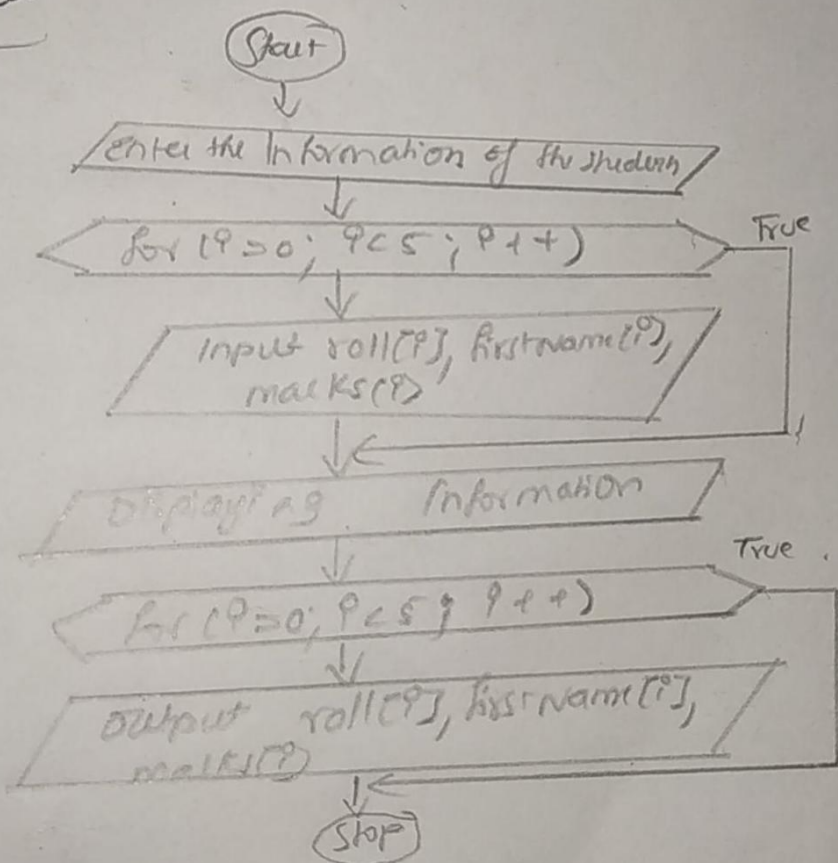 Start
Enter the Information of the
for (i=0; i<5; i++)
True
Input roll[i], firstName[i],
marks[i]
Displaying Information
True
for (i=0; i<5; i++)
Output roll[i], firstName[i],
marks[i]
Stop